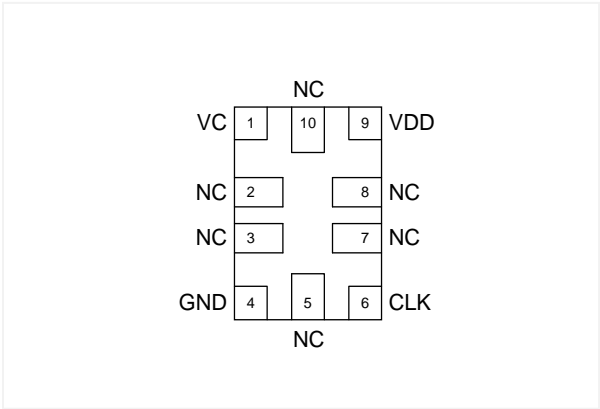 NC
VC 1 10 9 VDD
NC 2 8 NC
NC 3 7 NC
GND 4 5 6 CLK
NC